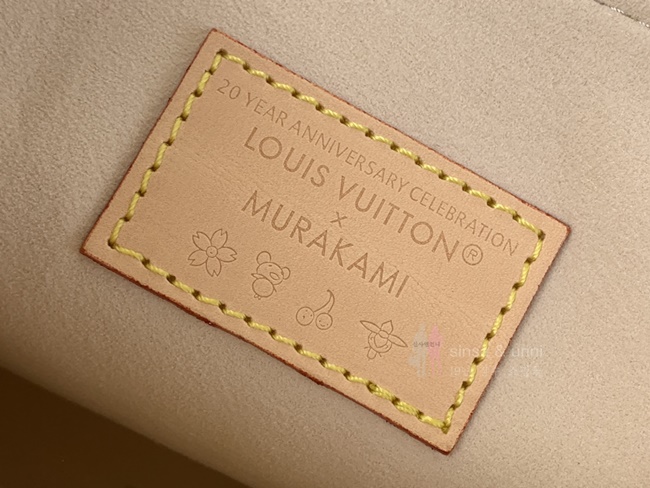 20 YEAR ANNIVERSARY CELEBRATION
LOUIS VUITTON®
×
MURAKAMI